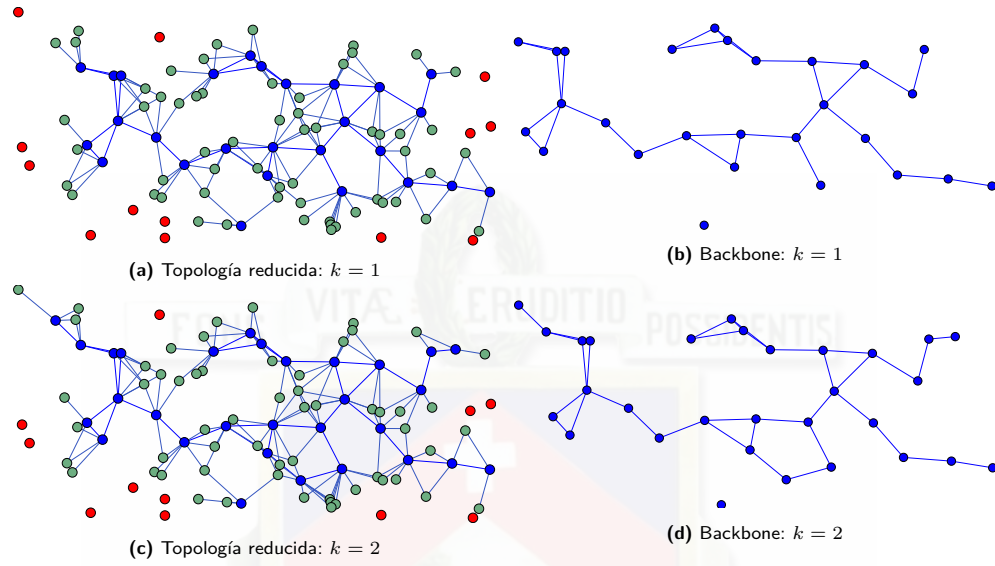 (a) Topología reducida: k = 1
(b) Backbone: k = 1
VITÆ ERUDITIO
POSSIDENTIS
(c) Topología reducida: k = 2
(d) Backbone: k = 2